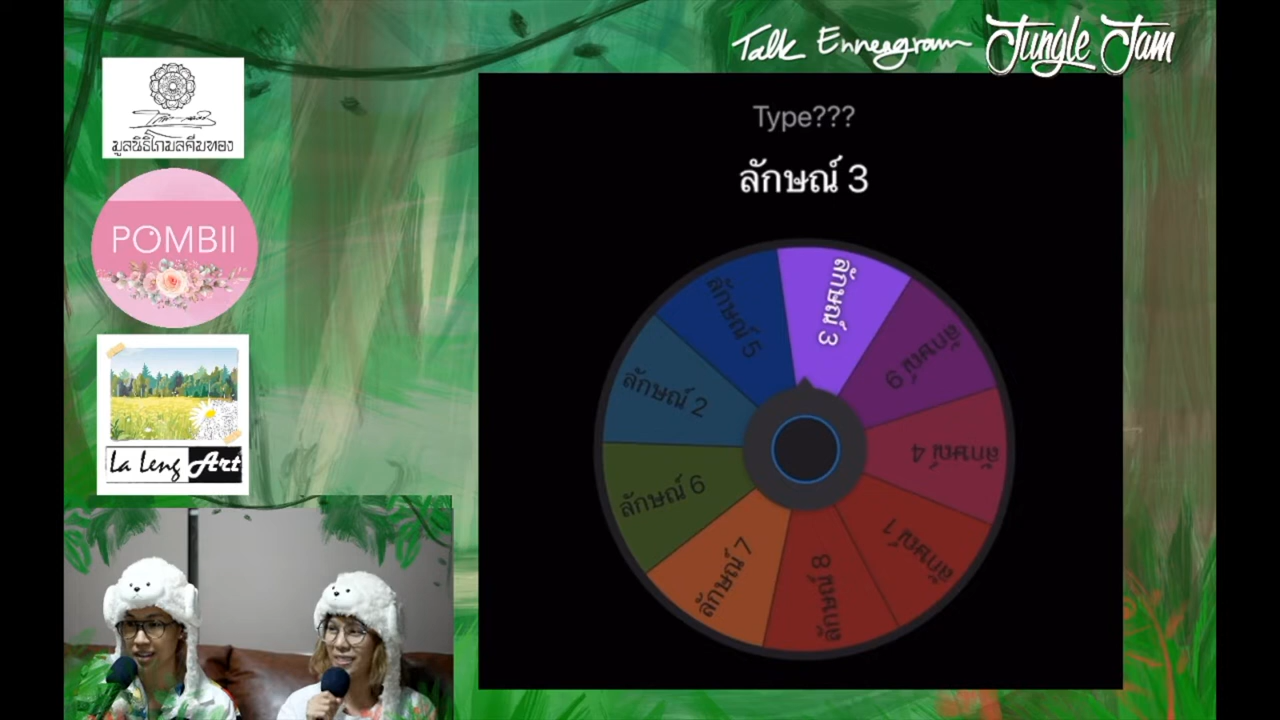 Talk Enneagram Jungle Jam
มูลนิธิโกมลคีมทอง
POMBII
La Leng Art
Type???
ลักษณ์ 3
ลักษณ์ 3
ลักษณ์ 9
ลักษณ์ 4
ลักษณ์ 1
ลักษณ์ 8
ลักษณ์ 7
ลักษณ์ 6
ลักษณ์ 2
ลักษณ์ 5